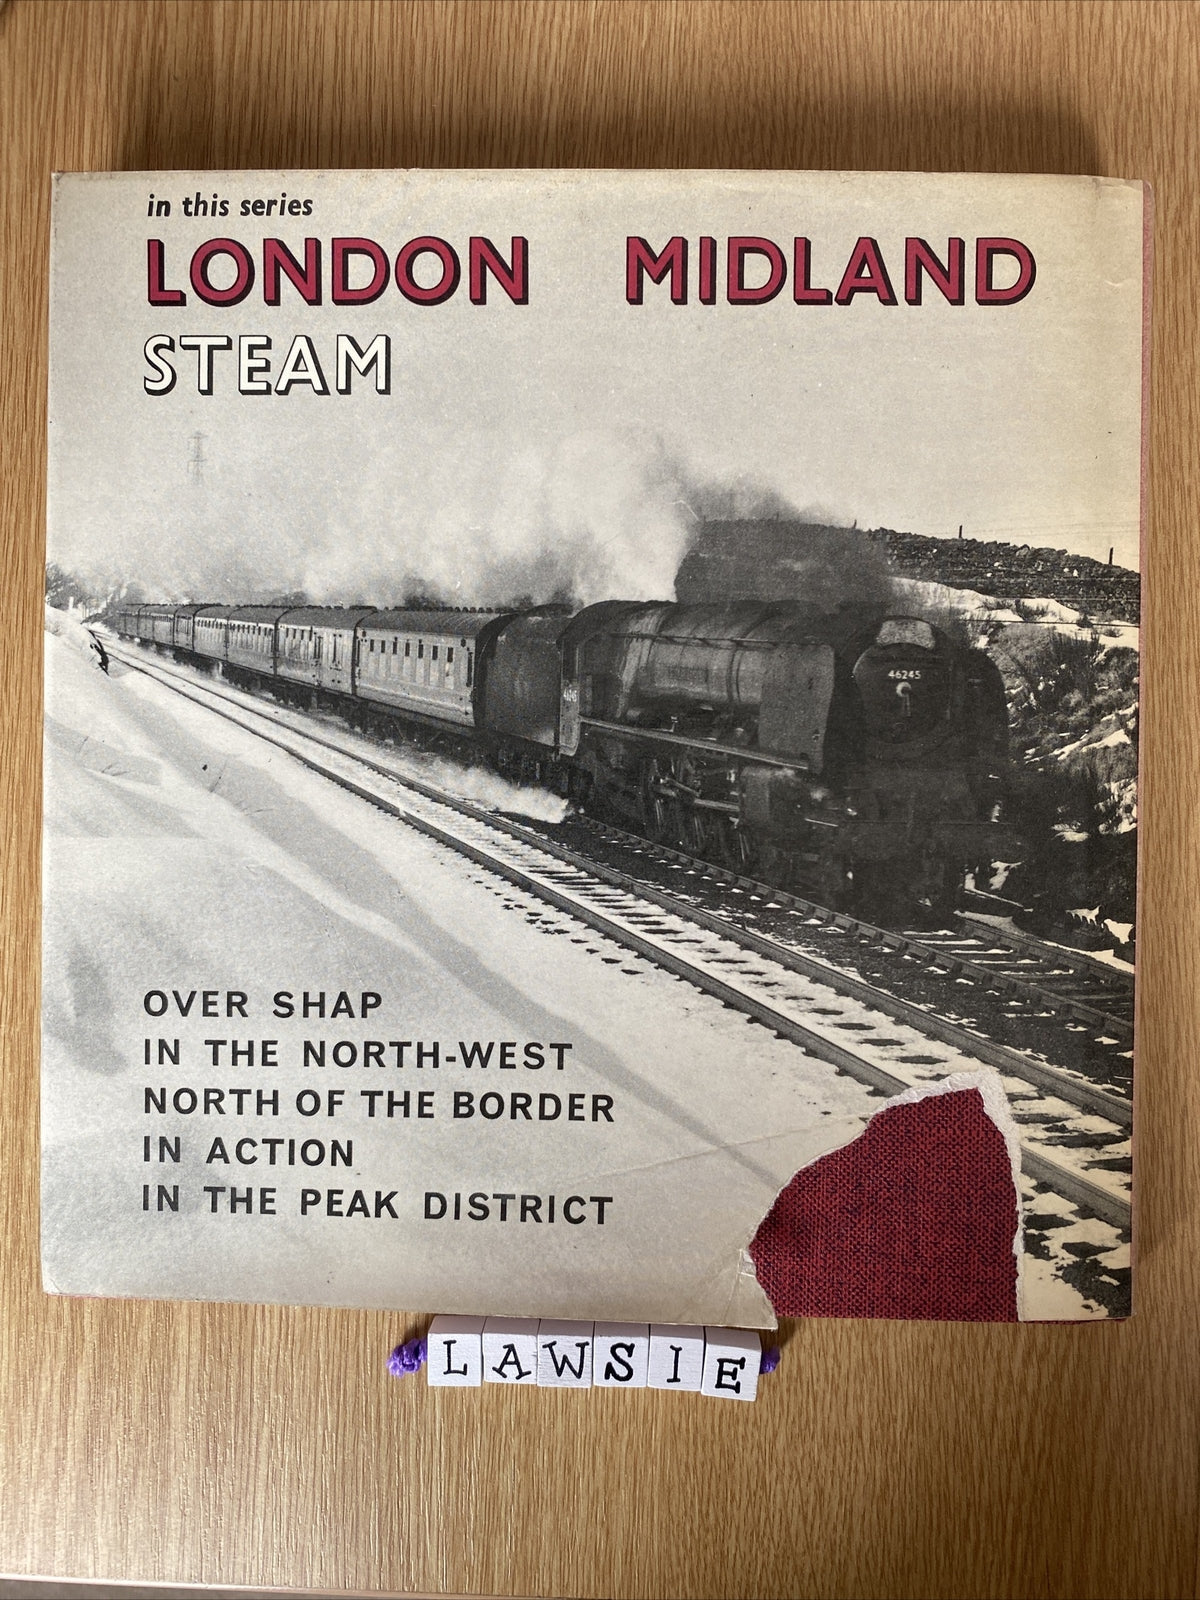 in this series
LONDON MIDLAND
STEAM
46245
OVER SHAP
IN THE NORTH-WEST
NORTH OF THE BORDER
IN ACTION
IN THE PEAK DISTRICT
LAWSIE